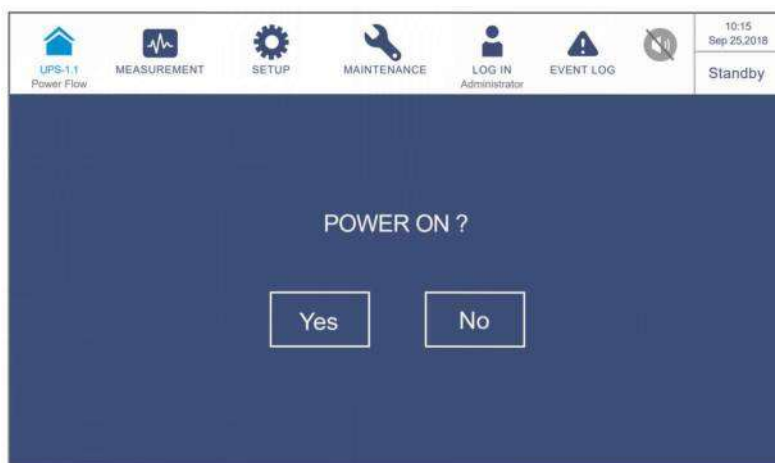 UPS-1.1
Power Flow
MEASUREMENT
SETUP
MAINTENANCE
LOG IN
Administrator
EVENT LOG
10:15
Sep 25,2018
Standby
POWER ON ?
Yes
No